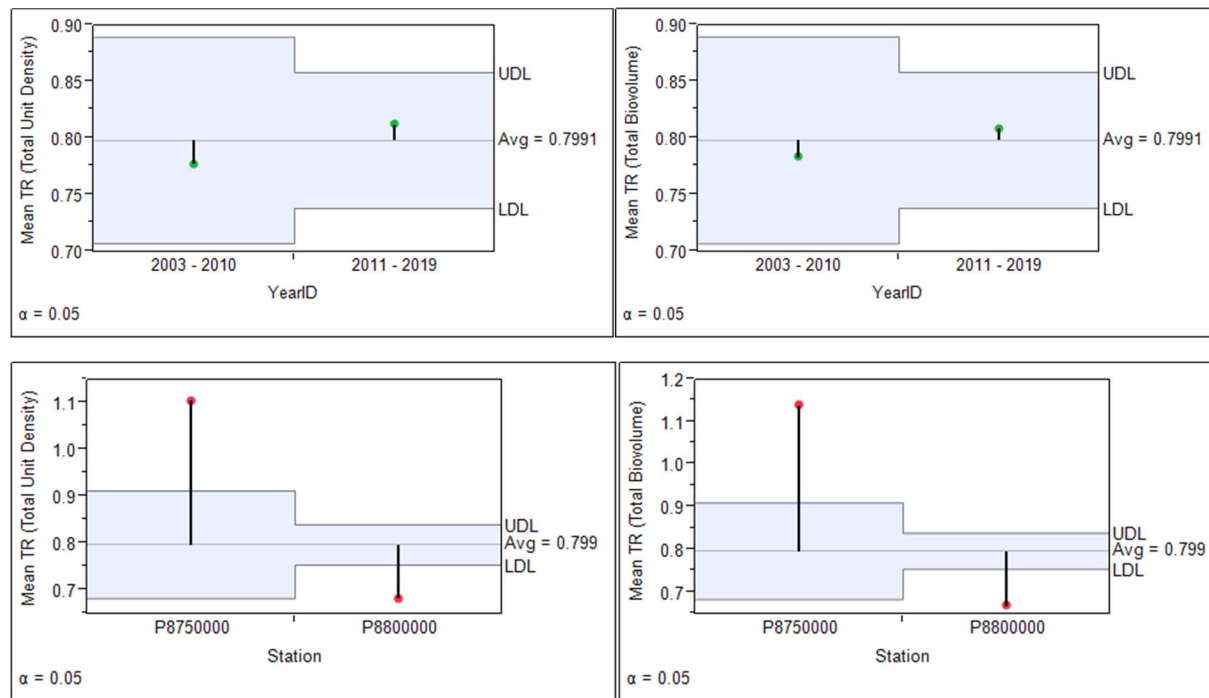 Mean TR (Total Unit Density)
0.90
0.85
0.80
0.75
0.70
UDL
Avg = 0.7991
LDL
2003 - 2010
2011 - 2019
YearID
α = 0.05
Mean TR (Total Biovolume)
0.90
0.85
0.80
0.75
0.70
UDL
Avg = 0.7991
LDL
2003 - 2010
2011 - 2019
YearID
α = 0.05
Mean TR (Total Unit Density)
1.1
1.0
0.9
0.8
0.7
UDL
Avg = 0.799
LDL
P8750000
P8800000
Station
α = 0.05
Mean TR (Total Biovolume)
1.2
1.1
1.0
0.9
0.8
0.7
UDL
Avg = 0.799
LDL
P8750000
P8800000
Station
α = 0.05